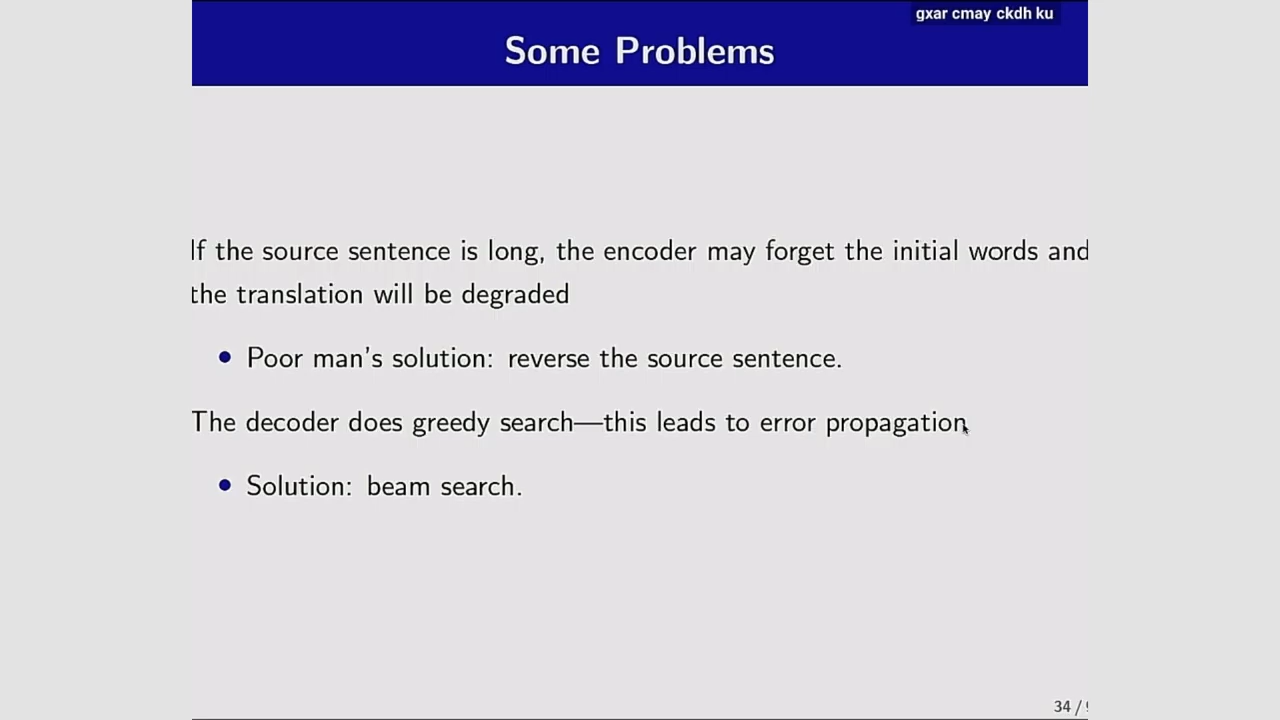 gxar cmay ckdh ku
Some Problems
If the source sentence is long, the encoder may forget the initial words and
the translation will be degraded
• Poor man's solution: reverse the source sentence.
The decoder does greedy search—this leads to error propagation
• Solution: beam search.
34 /